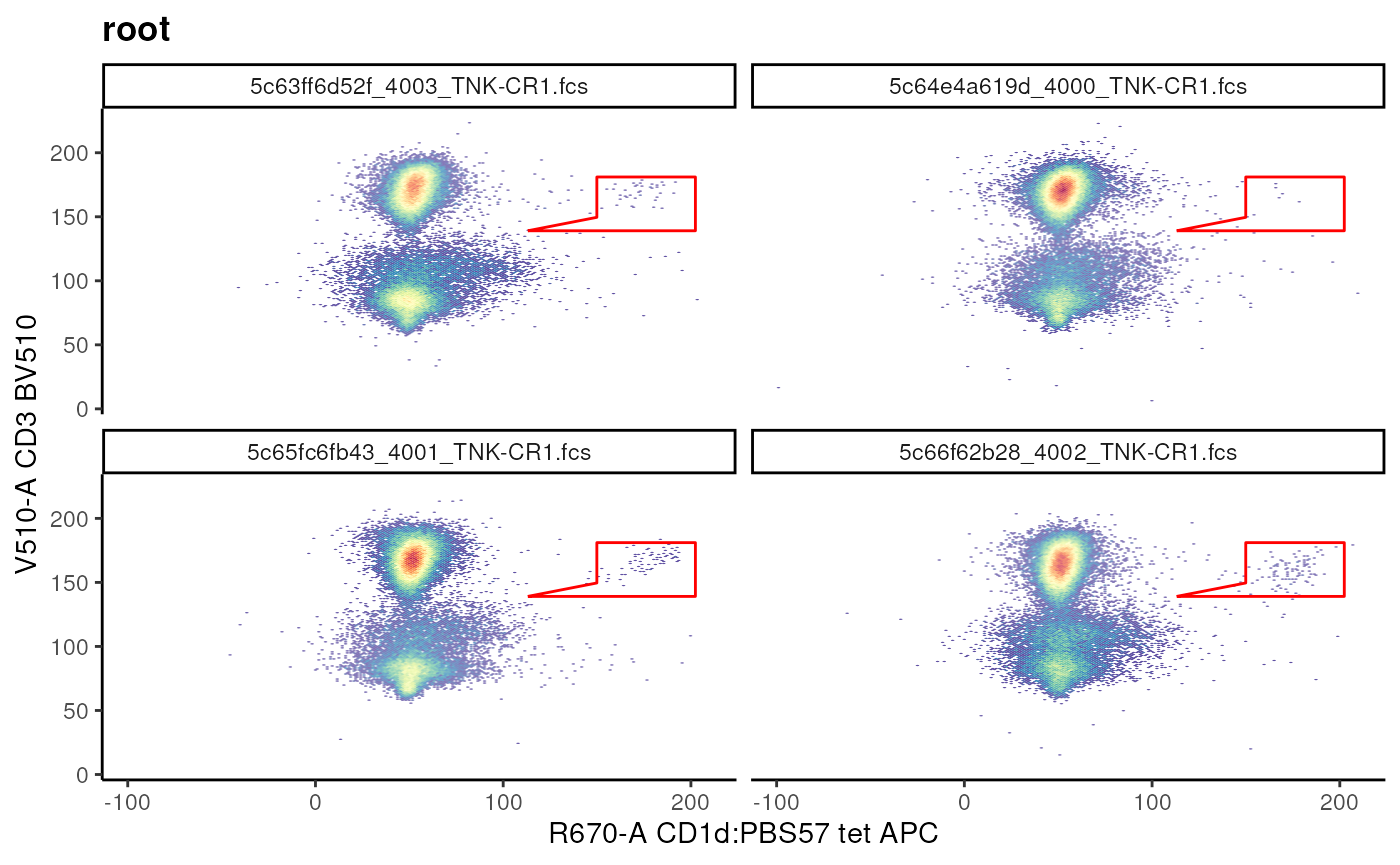 root
5c63ff6d52f_4003_TNK-CR1.fcs
5c64e4a619d_4000_TNK-CR1.fcs
200
150
100
50
0
5c65fc6fb43_4001_TNK-CR1.fcs
5c66f62b28_4002_TNK-CR1.fcs
200
150
100
50
0
V510-A CD3 BV510
-100 0 100 200
-100 0 100 200
R670-A CD1d:PBS57 tet APC